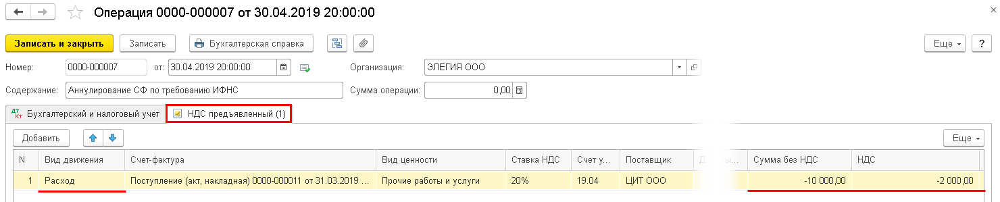 Операция 0000-000007 от 30.04.2019 20:00:00
Записать и закрыть Записать Бухгалтерская справка Еще ?
Номер: 0000-000007 от: 30.04.2019 20:00:00 Организация: ЭЛЕГИЯ ООО
Содержание: Аннулирование СФ по требованию ИФНС Сумма операции: 0,00
Дт Кт Бухгалтерский и налоговый учет НДС предъявленный (1)
Добавить Еще
N Вид движения Счет-фактура Вид ценности Ставка НДС Счет у... Поставщик Сумма без НДС НДС
1 Расход Поступление (акт, накладная) 0000-000011 от 31.03.2019 ... Прочие работы и услуги 20% 19.04 ЦИТ ООО -10 000,00 -2 000,00